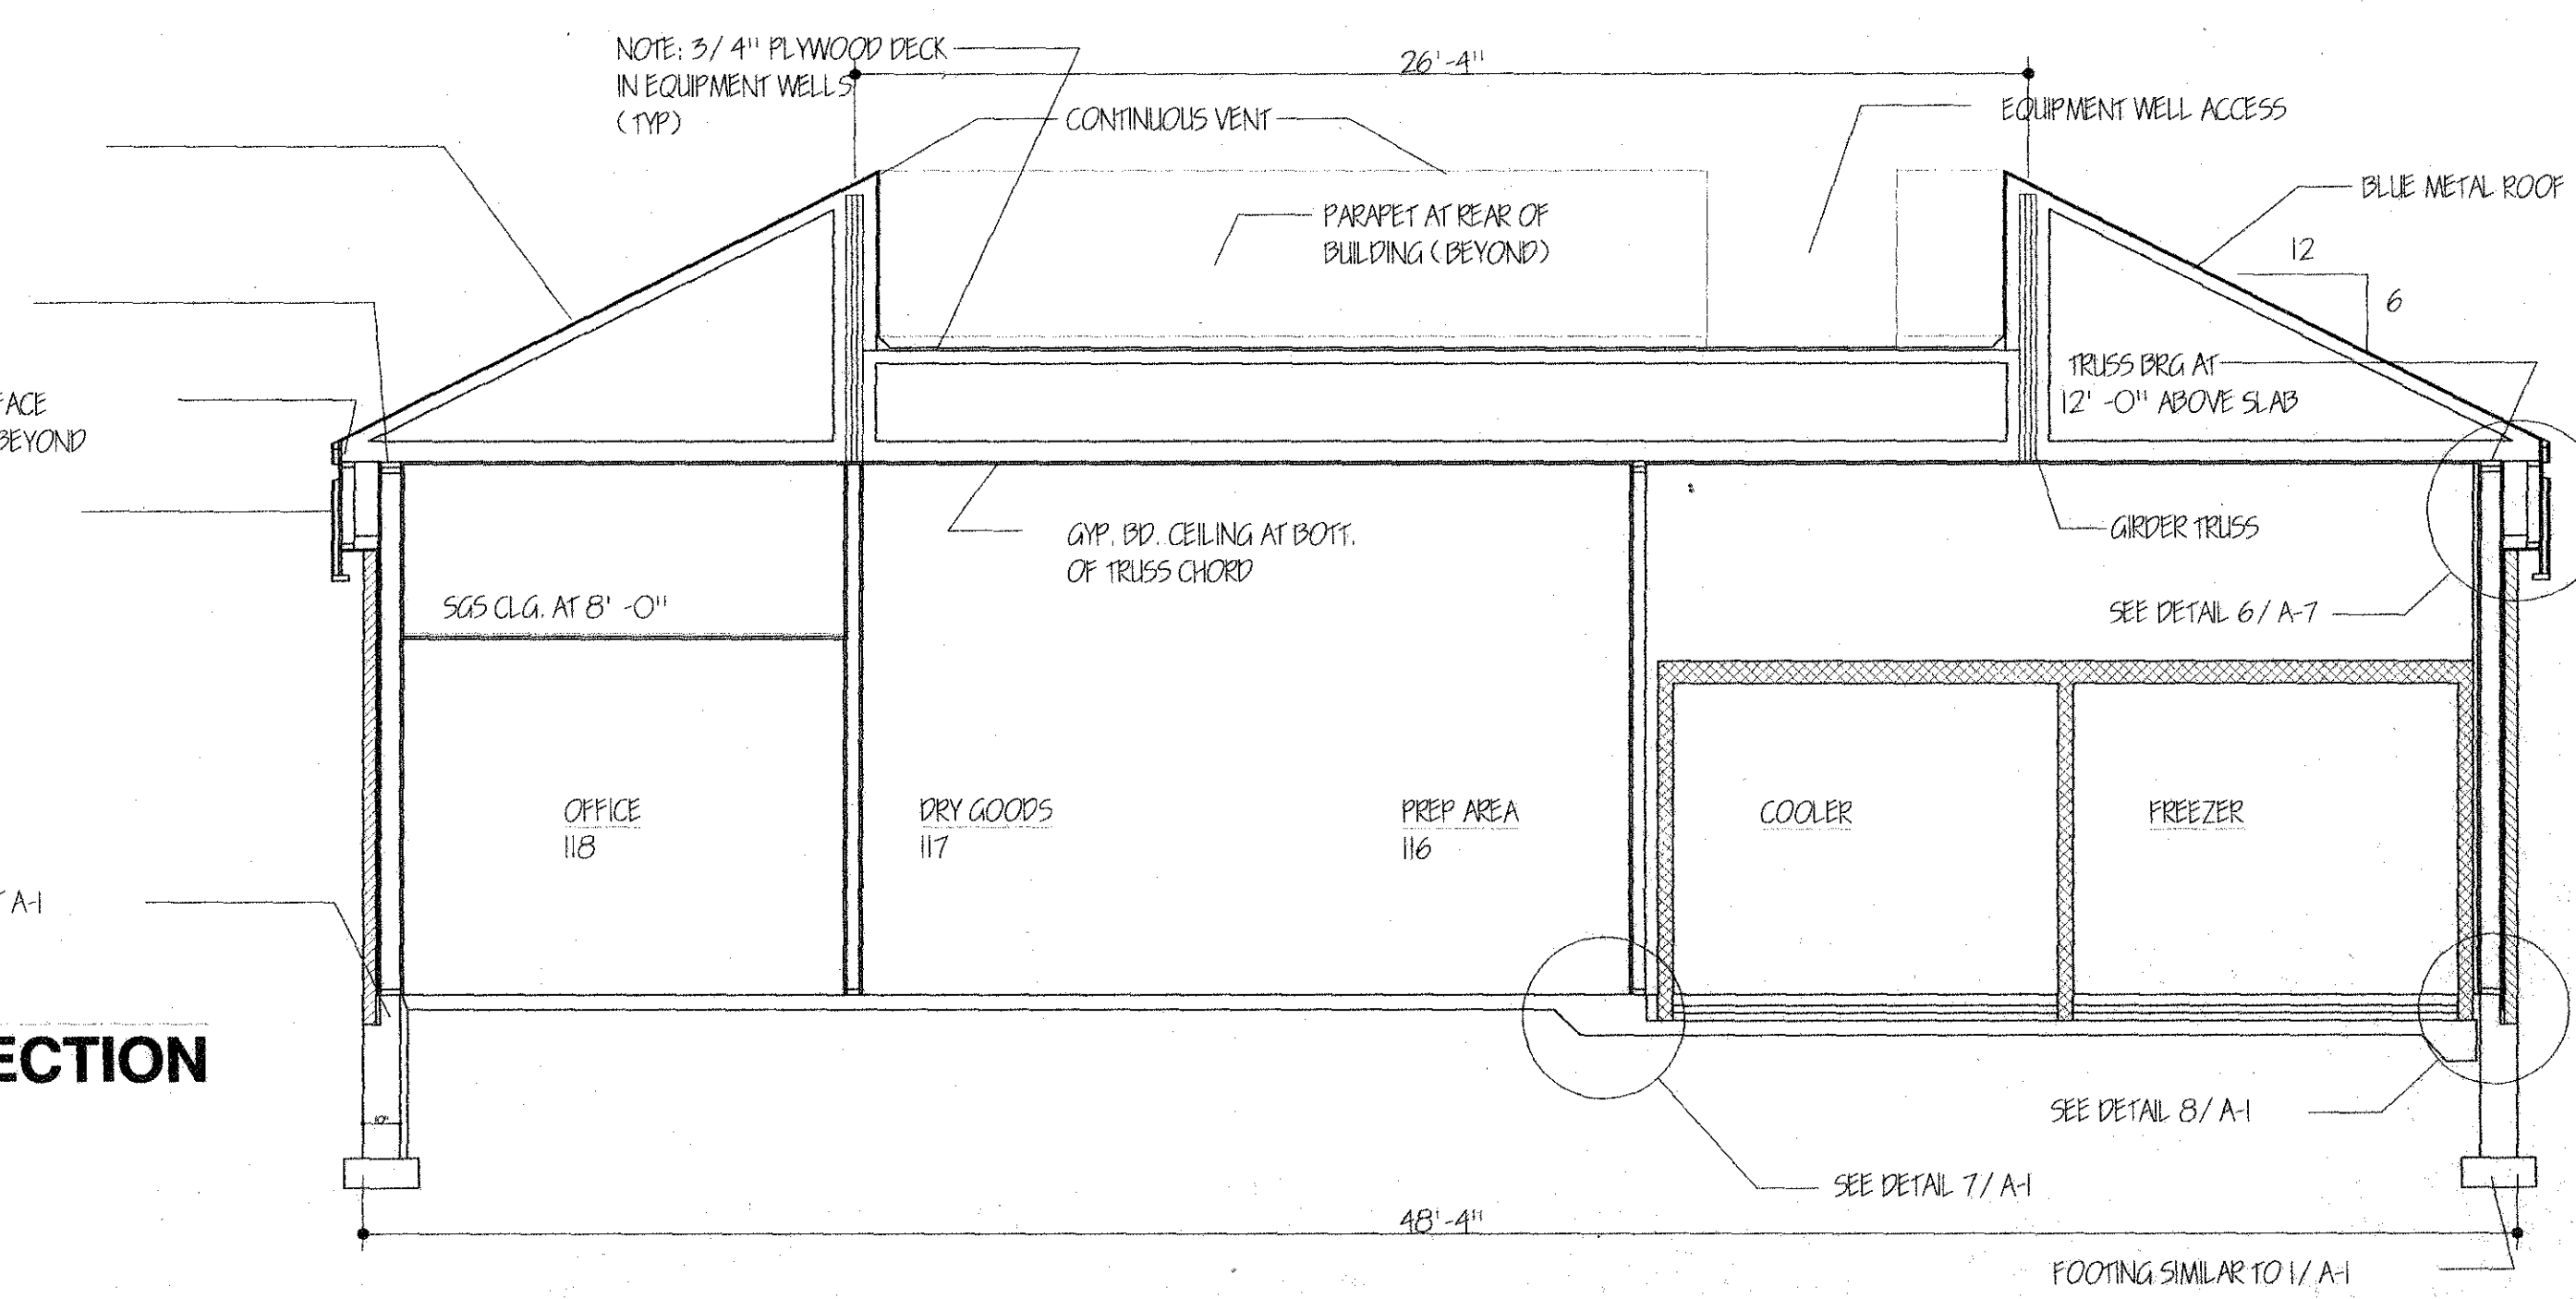 NOTE: 3/4" PLYWOOD DECK
IN EQUIPMENT WELLS
(TYP)
26'-4"
CONTINUOUS VENT
EQUIPMENT WELL ACCESS
BLUE METAL ROOF
PARAPET AT REAR OF
BUILDING (BEYOND)
12
6
TRUSS BRG AT
12' -0" ABOVE SLAB
FACE
BEYOND
GYP. BD. CEILING AT BOTT.
OF TRUSS CHORD
GIRDER TRUSS
SGS CLG. AT 8' -0"
SEE DETAIL 6/ A-7
OFFICE
118
DRY GOODS
117
PREP AREA
116
COOLER
FREEZER
A-1
ECTION
SEE DETAIL 8/ A-1
SEE DETAIL 7/ A-1
48'-4"
FOOTING SIMILAR TO 1/ A-1